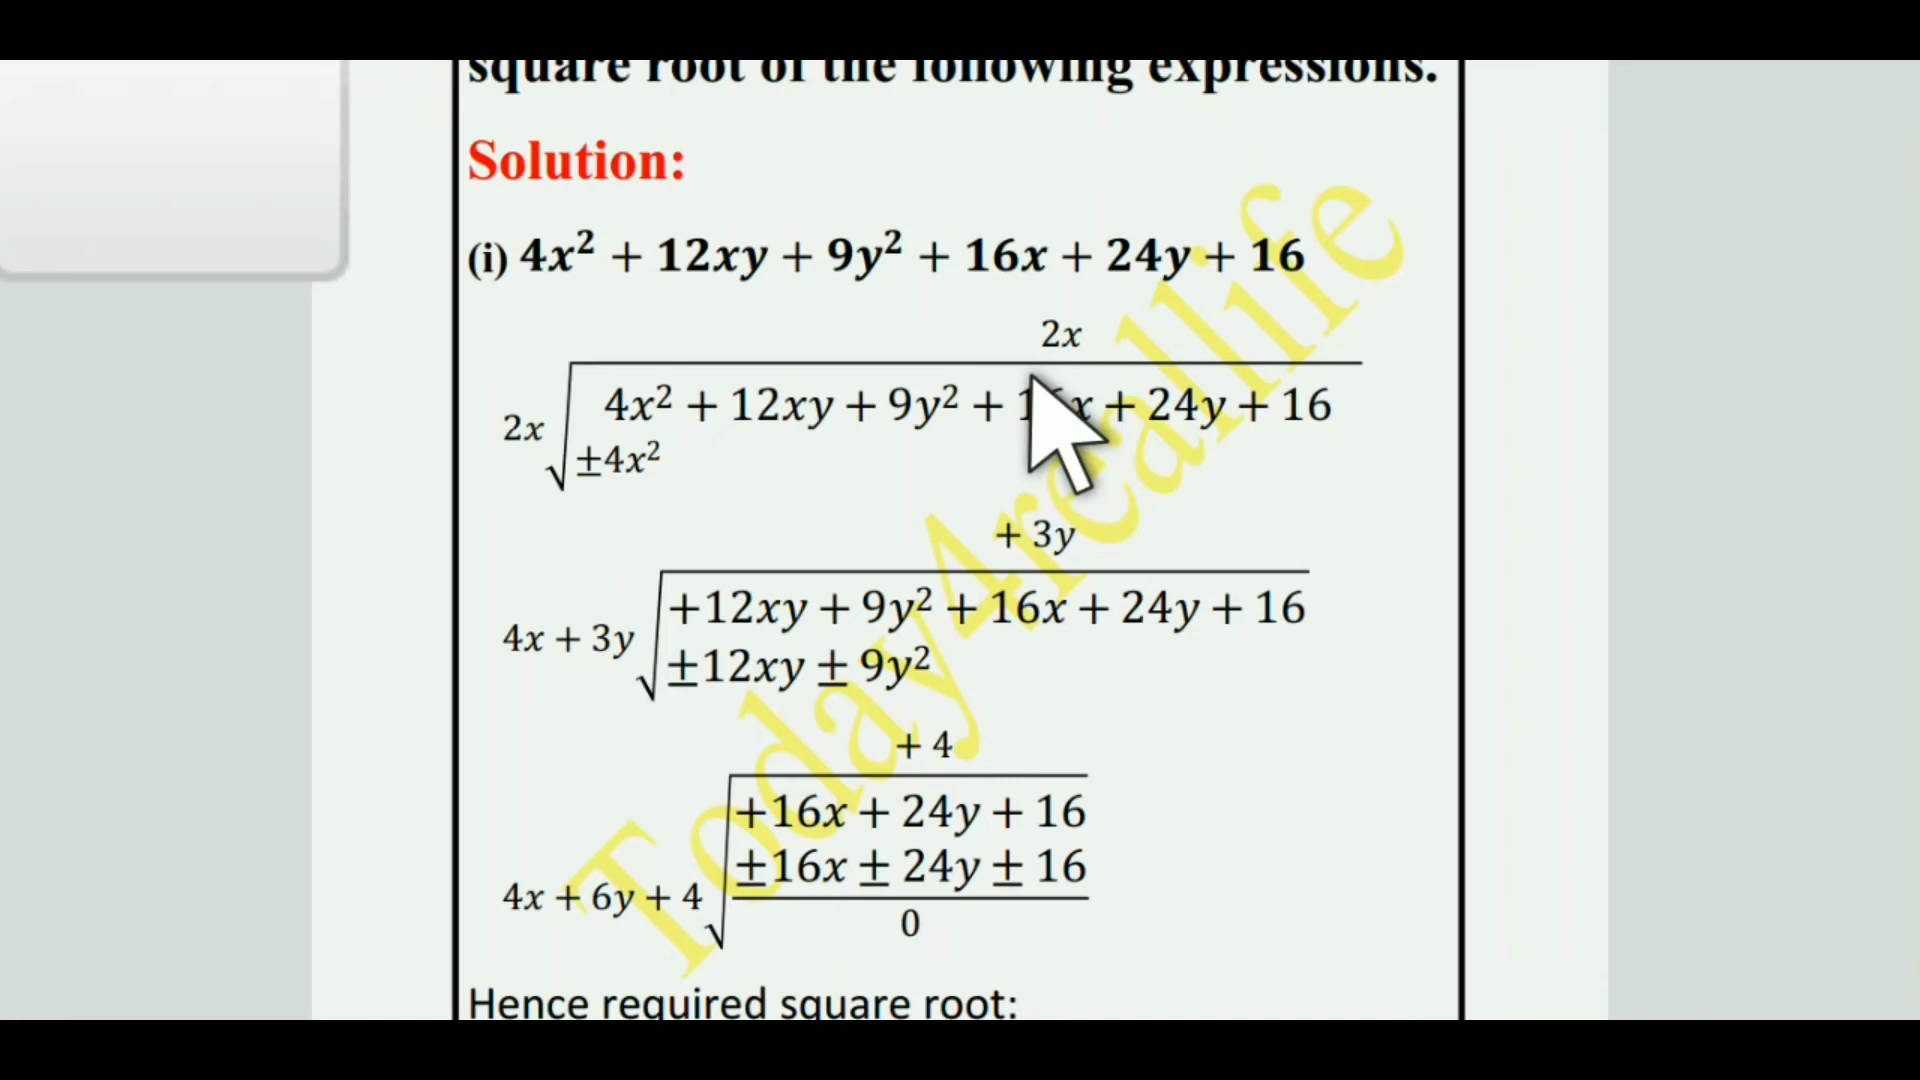 square root of the following expressions.
Solution:
(i) 4x² + 12xy + 9y² + 16x + 24y + 16
2x
2x √ 4x² + 12xy + 9y² + 16x + 24y + 16
±4x²
+ 3y
4x + 3y √ +12xy + 9y² + 16x + 24y + 16
±12xy ± 9y²
+ 4
+16x + 24y + 16
4x + 6y + 4 √ ±16x ± 24y ± 16
0
Hence required square root:
Today4reallife